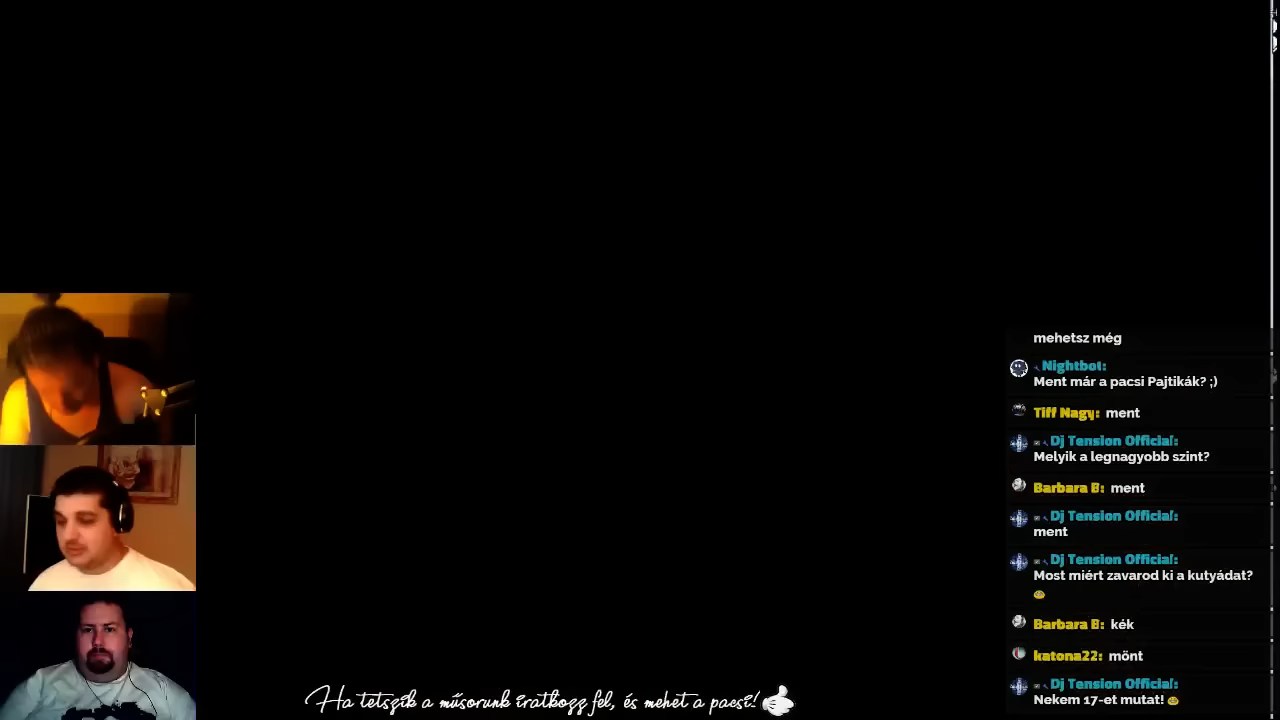 mehetsz még
Nightbot:
Ment már a pacsi Pajtikák? ;)
Tiff Nagy: ment
Dj Tension Official:
Melyik a legnagyobb szint?
Barbara B: ment
Dj Tension Official:
ment
Dj Tension Official:
Most miért zavarod ki a kutyádat?
Barbara B: kék
katona22: mönt
Dj Tension Official:
Nekem 17-et mutat!
Ha tetszik a műsorunk iratkozz fel, és mehet a pacsi!